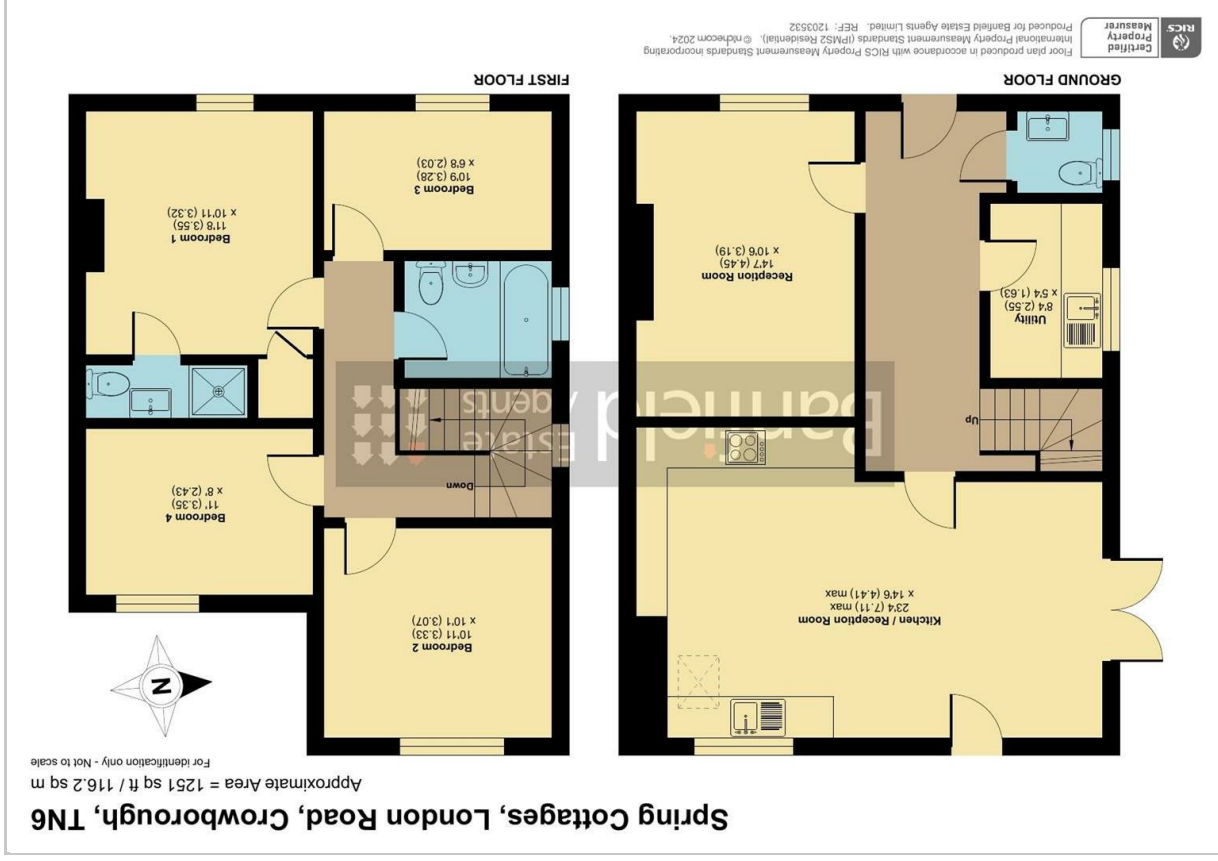 Spring Cottages, London Road, Crowborough, TN6
Approximate Area = 1251 sq ft / 116.2 sq m
For identification only - Not to scale
N
Kitchen / Reception Room
23'4 (7.11) max
x 14'6 (4.41) max
Up
Utility
8'4 (2.55)
x 5'4 (1.63)
Reception Room
14'7 (4.45)
x 10'6 (3.19)
GROUND FLOOR
Bedroom 2
10'11 (3.33)
x 10'1 (3.07)
Bedroom 4
11' (3.35)
x 8' (2.43)
Down
Bedroom 3
10'9 (3.28)
x 6'8 (2.03)
Bedroom 1
11'8 (3.55)
x 10'11 (3.32)
FIRST FLOOR
Banfield
Estate
Agents
RICS
Certified
Property
Measurer
Floor plan produced in accordance with RICS Property Measurement Standards incorporating
International Property Measurement Standards (IPMS2 Residential). © nichecom 2024.
Produced for Banfield Estate Agents Limited. REF: 1203532